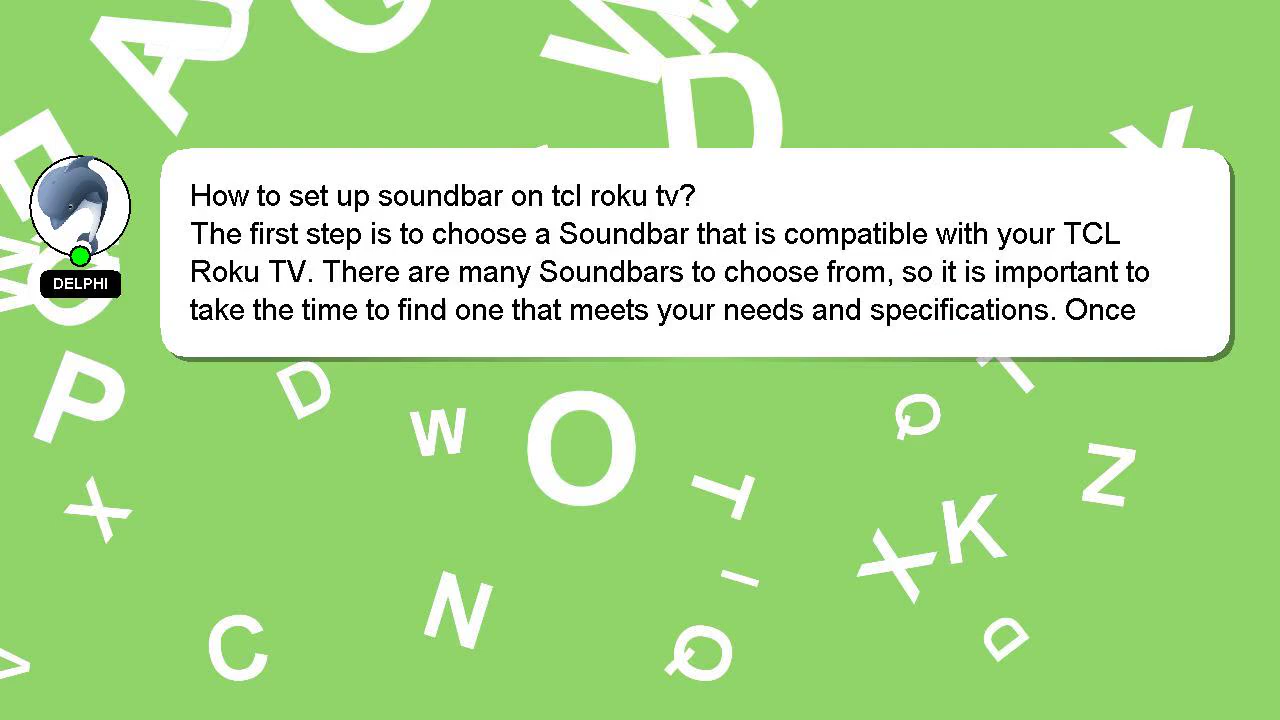 How to set up soundbar on tcl roku tv?
The first step is to choose a Soundbar that is compatible with your TCL
Roku TV. There are many Soundbars to choose from, so it is important to
take the time to find one that meets your needs and specifications. Once
DELPHI
P
D
W
O
Q
T
Z
X
T
K
X
I
N
C
Q
D
V
A
G
W
M
D
Y